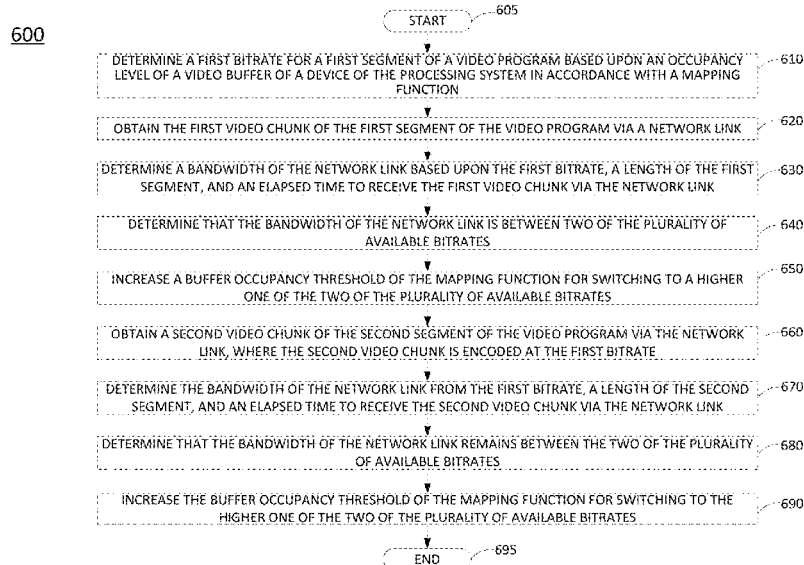 600
START
605
DETERMINE A FIRST BITRATE FOR A FIRST SEGMENT OF A VIDEO PROGRAM BASED UPON AN OCCUPANCY
LEVEL OF A VIDEO BUFFER OF A DEVICE OF THE PROCESSING SYSTEM IN ACCORDANCE WITH A MAPPING
FUNCTION
610
OBTAIN THE FIRST VIDEO CHUNK OF THE FIRST SEGMENT OF THE VIDEO PROGRAM VIA A NETWORK LINK
620
DETERMINE A BANDWIDTH OF THE NETWORK LINK BASED UPON THE FIRST BITRATE, A LENGTH OF THE FIRST
SEGMENT, AND AN ELAPSED TIME TO RECEIVE THE FIRST VIDEO CHUNK VIA THE NETWORK LINK
630
DETERMINE THAT THE BANDWIDTH OF THE NETWORK LINK IS BETWEEN TWO OF THE PLURALITY OF
AVAILABLE BITRATES
640
INCREASE A BUFFER OCCUPANCY THRESHOLD OF THE MAPPING FUNCTION FOR SWITCHING TO A HIGHER
ONE OF THE TWO OF THE PLURALITY OF AVAILABLE BITRATES
650
OBTAIN A SECOND VIDEO CHUNK OF THE SECOND SEGMENT OF THE VIDEO PROGRAM VIA THE NETWORK
LINK, WHERE THE SECOND VIDEO CHUNK IS ENCODED AT THE FIRST BITRATE
660
DETERMINE THE BANDWIDTH OF THE NETWORK LINK FROM THE FIRST BITRATE, A LENGTH OF THE SECOND
SEGMENT, AND AN ELAPSED TIME TO RECEIVE THE SECOND VIDEO CHUNK VIA THE NETWORK LINK
670
DETERMINE THAT THE BANDWIDTH OF THE NETWORK LINK REMAINS BETWEEN THE TWO OF THE PLURALITY
OF AVAILABLE BITRATES
680
INCREASE THE BUFFER OCCUPANCY THRESHOLD OF THE MAPPING FUNCTION FOR SWITCHING TO THE
HIGHER ONE OF THE TWO OF THE PLURALITY OF AVAILABLE BITRATES
690
END
695